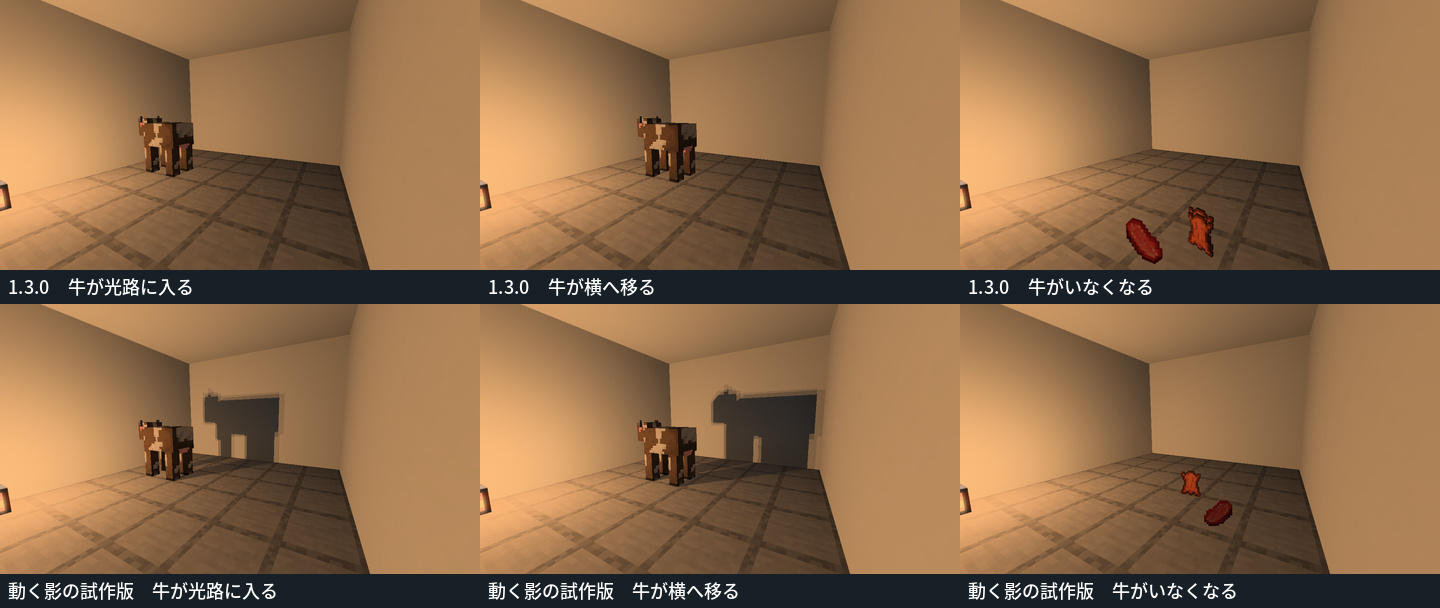 1.3.0　牛が光路に入る
1.3.0　牛が横へ移る
1.3.0　牛がいなくなる
動く影の試作版　牛が光路に入る
動く影の試作版　牛が横へ移る
動く影の試作版　牛がいなくなる